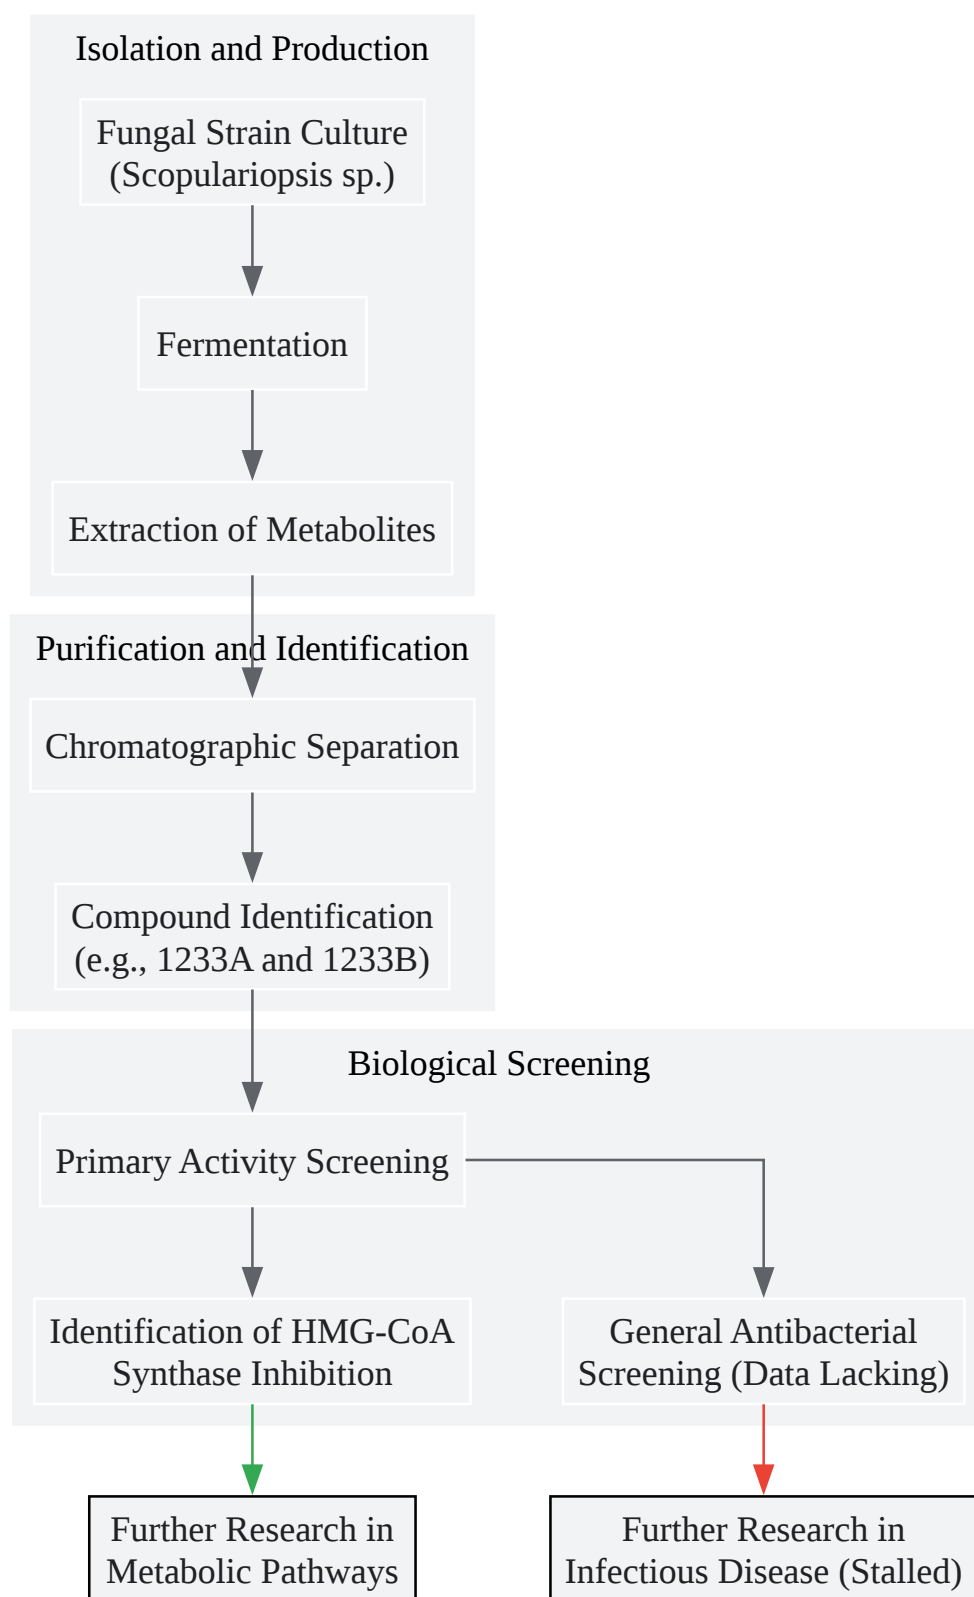 Isolation and Production
Fungal Strain Culture
(Scopulariopsis sp.)
Fermentation
Extraction of Metabolites
Purification and Identification
Chromatographic Separation
Compound Identification
(e.g., 1233A and 1233B)
Biological Screening
Primary Activity Screening
Identification of HMG-CoA
Synthase Inhibition
General Antibacterial
Screening (Data Lacking)
Further Research in
Metabolic Pathways
Further Research in
Infectious Disease (Stalled)